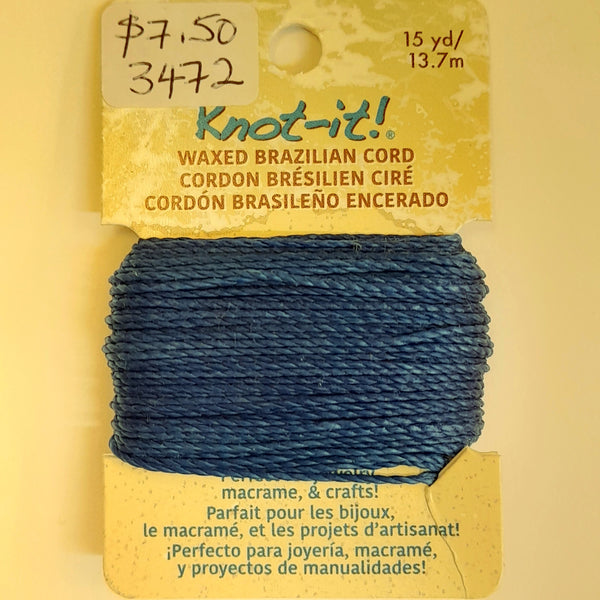 $7.50
3472
15 yd/
13.7m
Knot-it!®
WAXED BRAZILIAN CORD
CORDON BRÉSILIEN CIRÉ
CORDÓN BRASILEÑO ENCERADO
macrame, & crafts!
Parfait pour les bijoux,
le macramé, et les projets d'artisanat!
¡Perfecto para joyería, macramé,
y proyectos de manualidades!